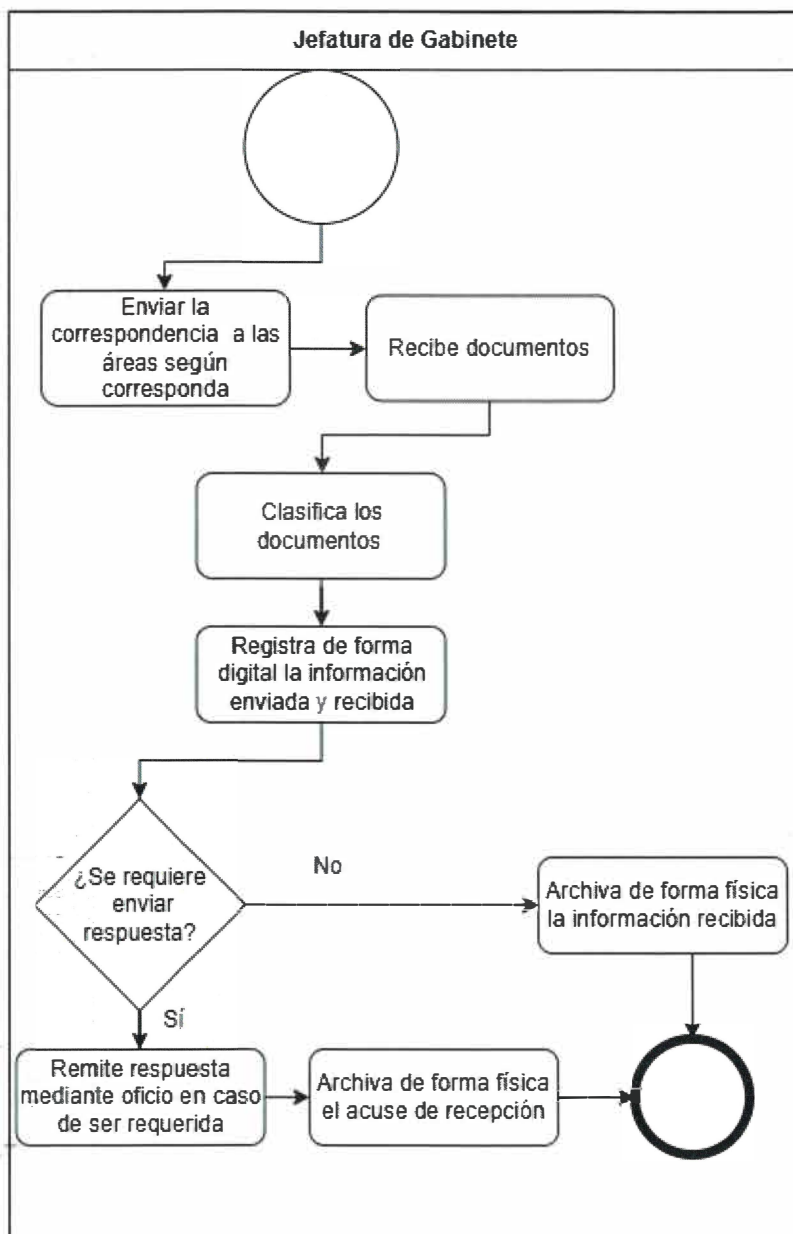 Jefatura de Gabinete
Enviar la
correspondencia a las
áreas según
corresponda
Recibe documentos
Clasifica los
documentos
Registra de forma
digital la información
enviada y recibida
¿Se requiere
enviar
respuesta?
No
Archiva de forma física
la información recibida
Sí
Remite respuesta
mediante oficio en caso
de ser requerida
Archiva de forma física
el acuse de recepción